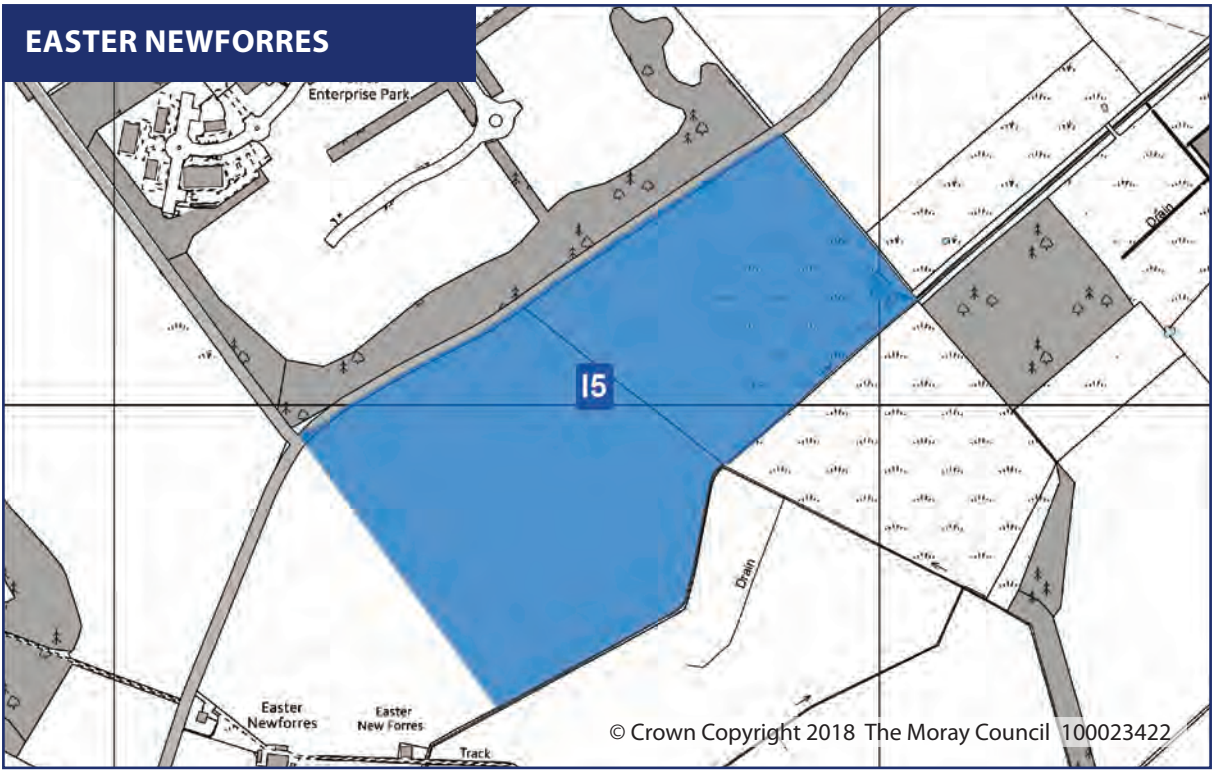 EASTER NEWFORRES
Enterprise Park
Drain
I5
Drain
Easter
Newforres
Easter
New Forres
Track
© Crown Copyright 2018 The Moray Council 100023422